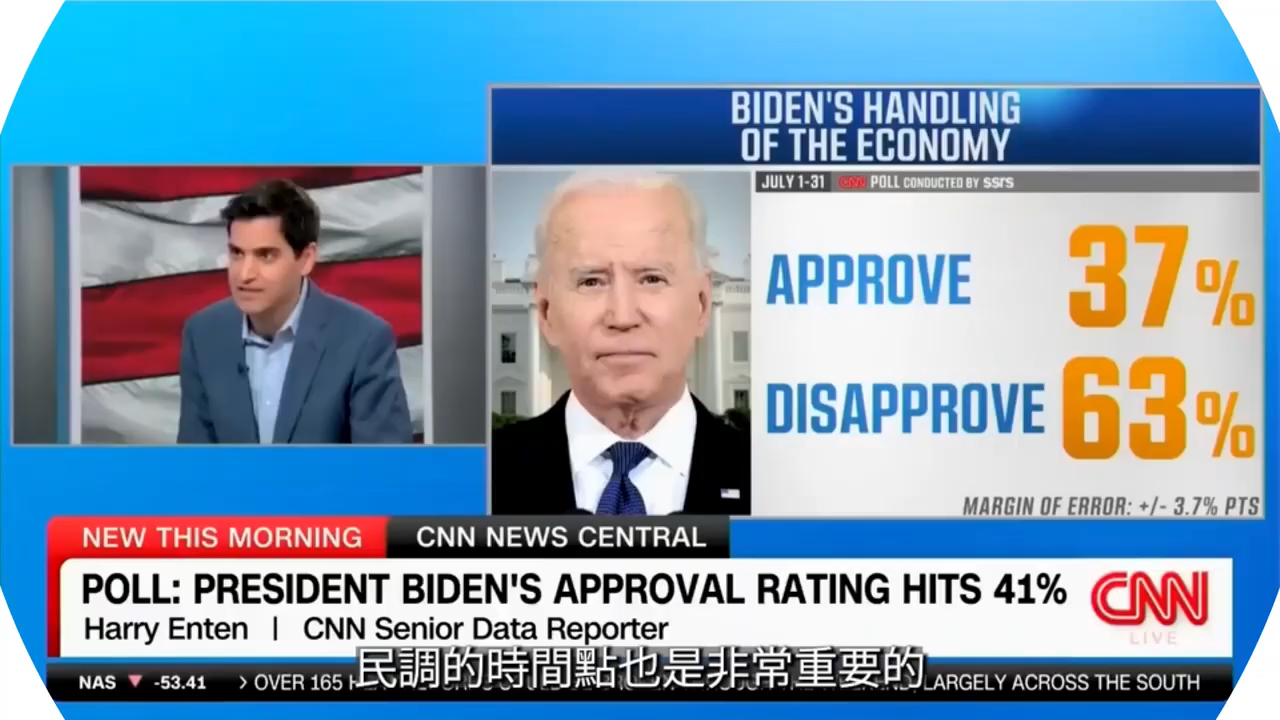 BIDEN'S HANDLING
OF THE ECONOMY
JULY 1-31 CNN POLL CONDUCTED BY SSRS
APPROVE 37%
DISAPPROVE 63%
MARGIN OF ERROR: +/- 3.7% PTS
NEW THIS MORNING CNN NEWS CENTRAL
POLL: PRESIDENT BIDEN'S APPROVAL RATING HITS 41%
Harry Enten | CNN Senior Data Reporter
CNN
LIVE
民調的時間點也是非常重要的
NAS ▼ -53.41 > OVER 165 LARGELY ACROSS THE SOUTH